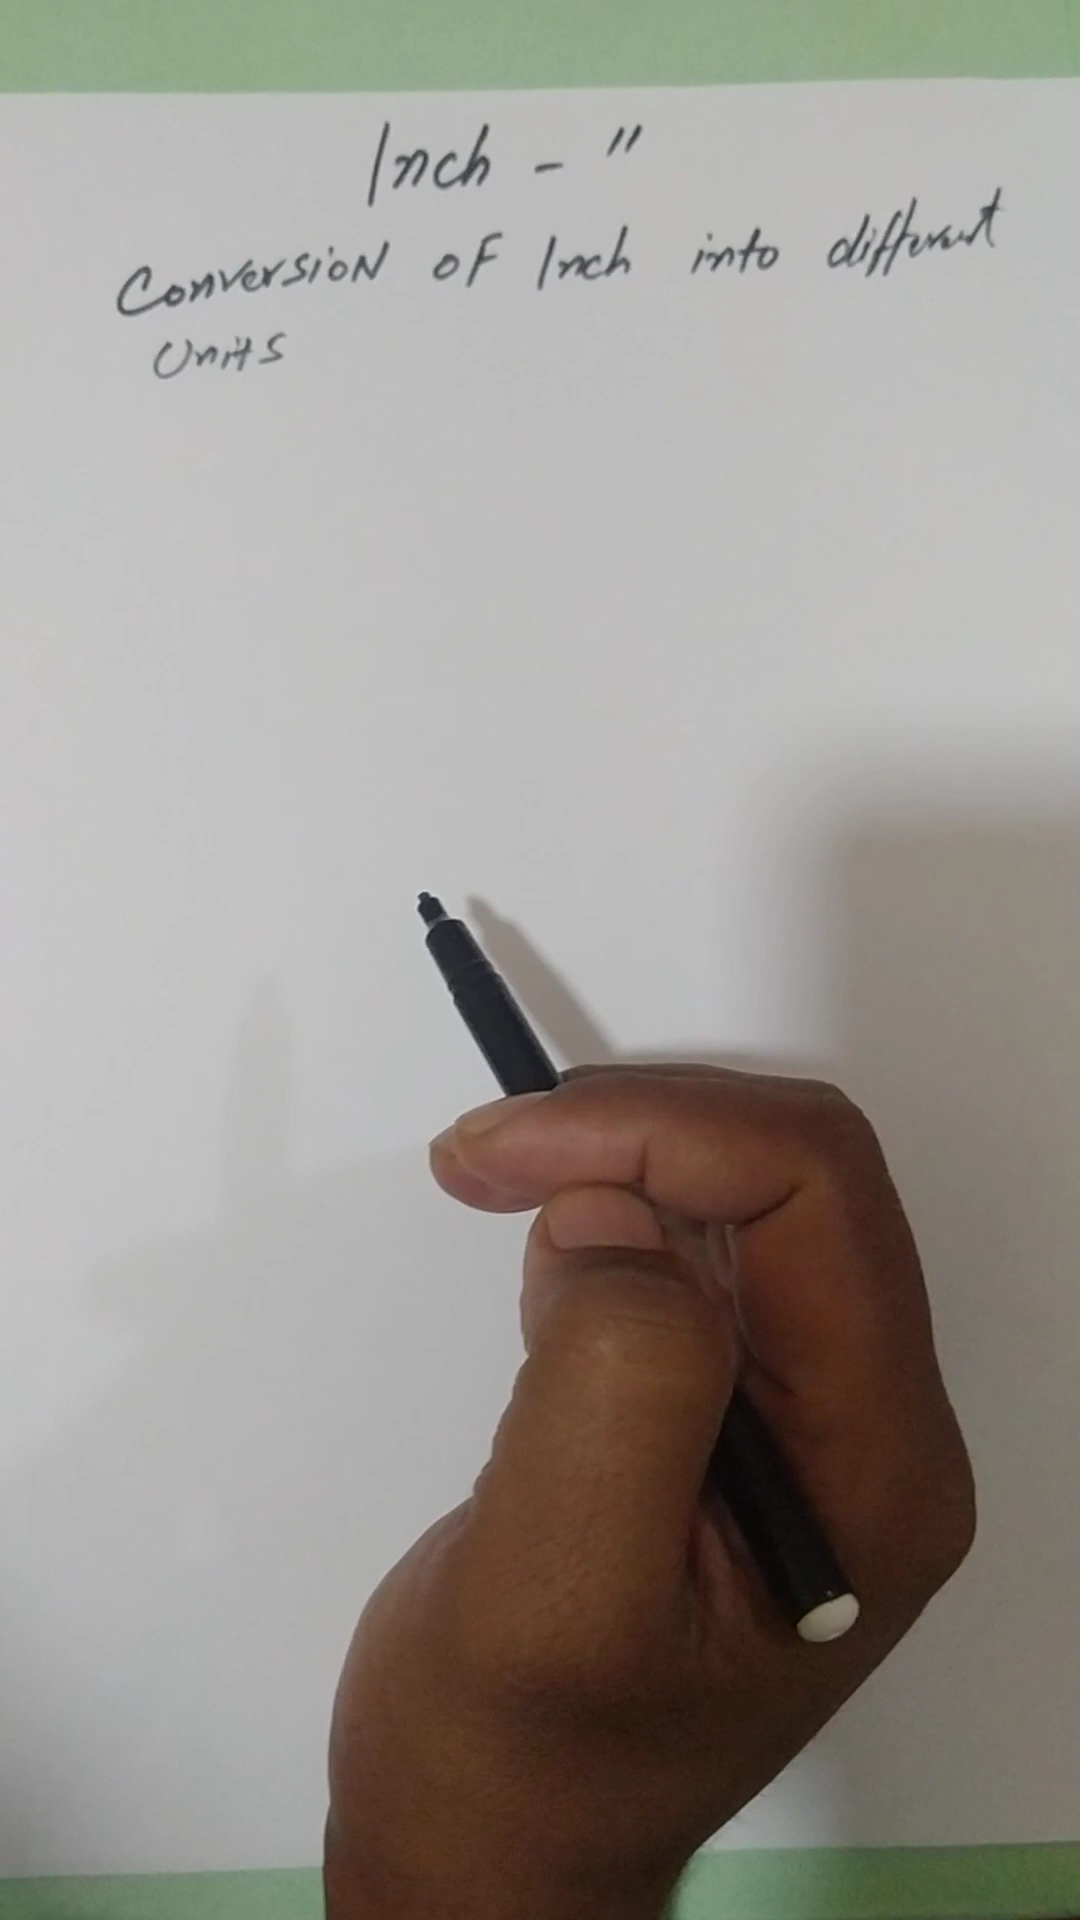 Inch - "
Conversion of Inch into different
Units